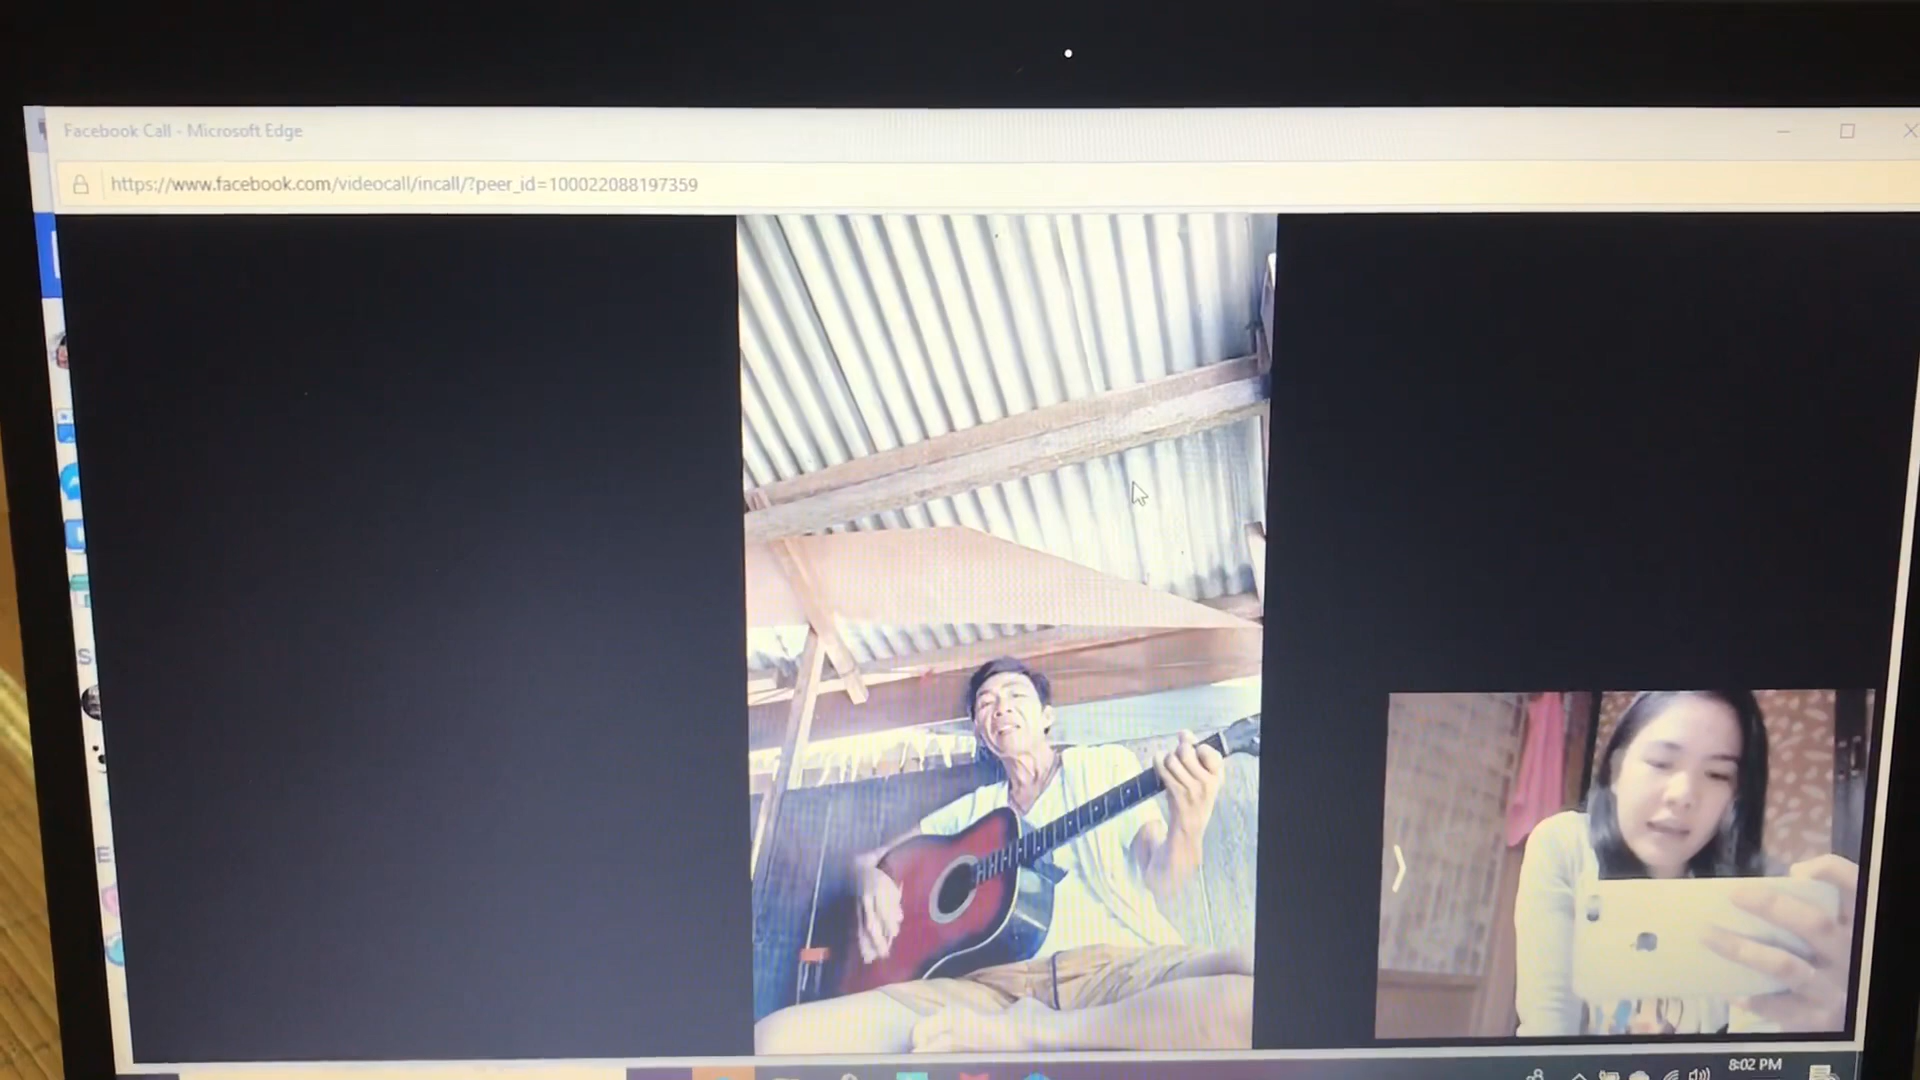 Facebook Call - Microsoft Edge
https://www.facebook.com/videocall/incall/?peer_id=100022088197359
S
E
8:02 PM